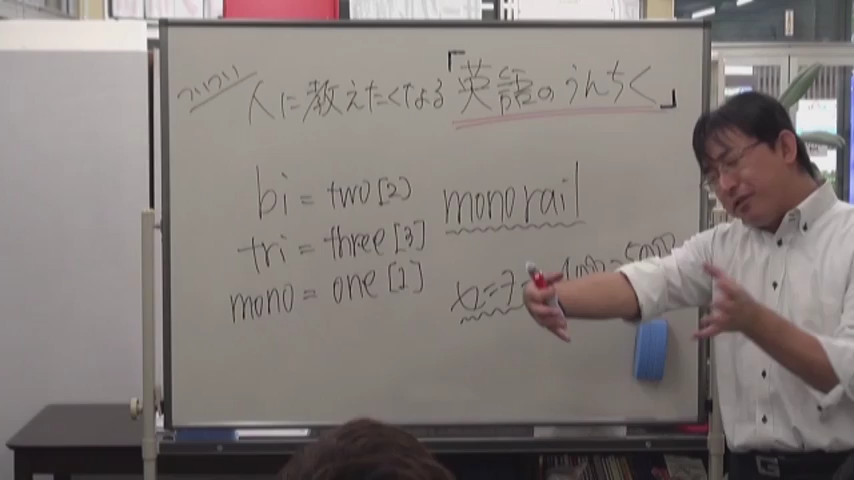 ついつい 人に教えたくなる「英語のうんちく」
bi = two [2]
tri = three [3]
mono = one [1]
monorail